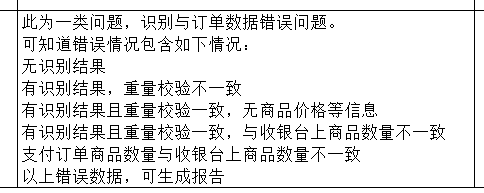 此为一类问题，识别与订单数据错误问题。
可知道错误情况包含如下情况：
无识别结果
有识别结果，重量校验不一致
有识别结果且重量校验一致，无商品价格等信息
有识别结果且重量校验一致，与收银台上商品数量不一致
支付订单商品数量与收银台上商品数量不一致
以上错误数据，可生成报告